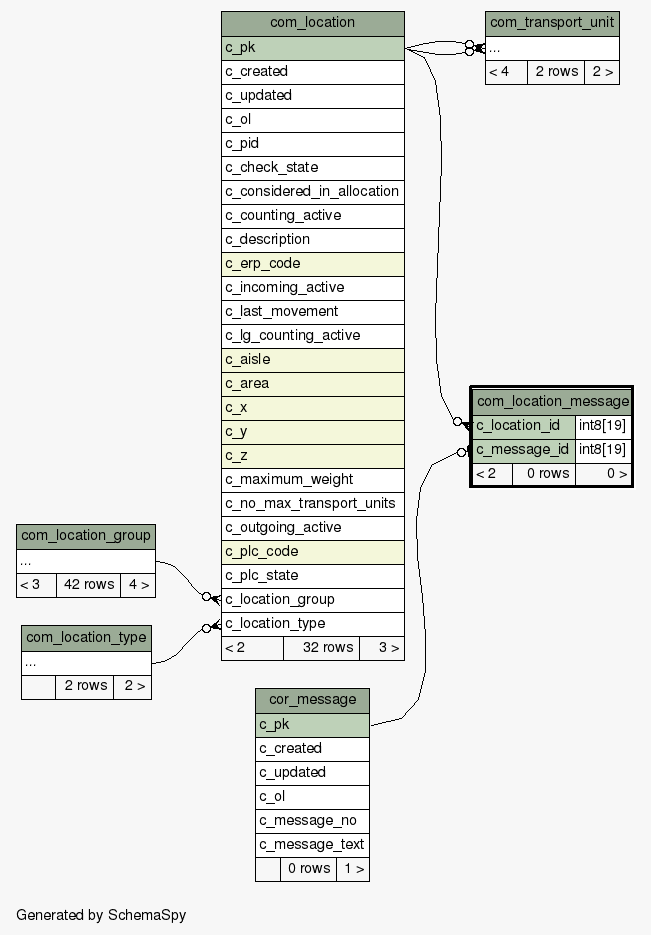 com_location
c_pk
c_created
c_updated
c_ol
c_pid
c_check_state
c_considered_in_allocation
c_counting_active
c_description
c_erp_code
c_incoming_active
c_last_movement
c_lg_counting_active
c_aisle
c_area
c_x
c_y
c_z
c_maximum_weight
c_no_max_transport_units
c_outgoing_active
c_plc_code
c_plc_state
c_location_group
c_location_type
< 2 32 rows 3 >
com_transport_unit
...
< 4 2 rows 2 >
com_location_message
c_location_id int8[19]
c_message_id int8[19]
< 2 0 rows 0 >
com_location_group
...
< 3 42 rows 4 >
com_location_type
...
2 rows 2 >
cor_message
c_pk
c_created
c_updated
c_ol
c_message_no
c_message_text
0 rows 1 >
Generated by SchemaSpy